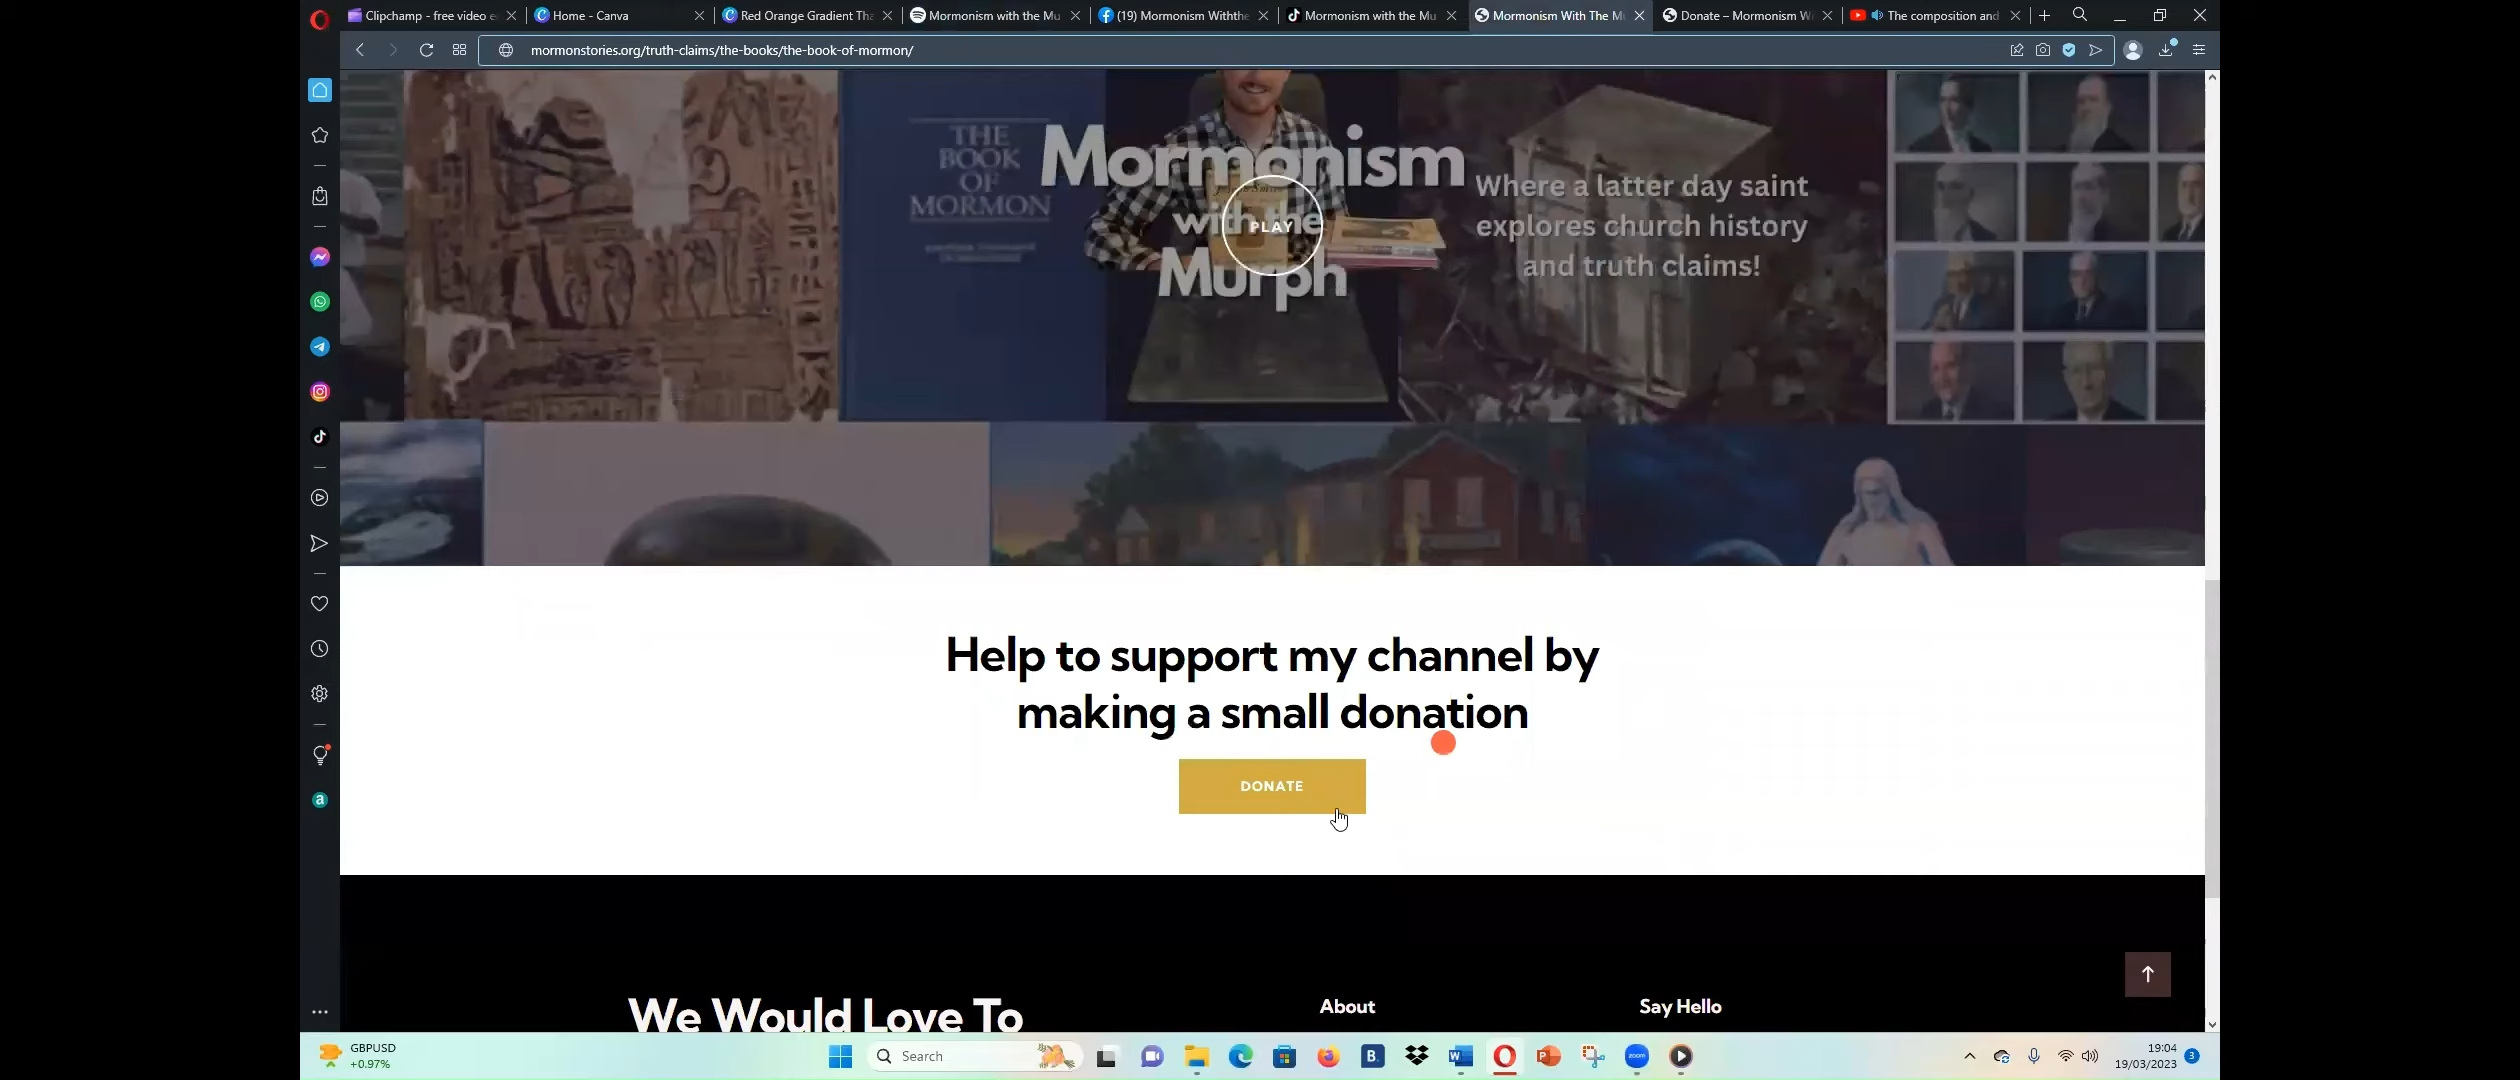 Clipchamp - free video e
Home - Canva
Red Orange Gradient Tha
Mormonism with the Mu
(19) Mormonism Withthe
Mormonism with the Mu
Mormonism With The M
Donate – Mormonism W
The composition and
mormonstories.org/truth-claims/the-books/the-book-of-mormon/
THE
BOOK
OF
MORMON
Mormonism
with the
Murph
PLAY
Where a latter day saint
explores church history
and truth claims!
Help to support my channel by
making a small donation
DONATE
We Would Love To
About
Say Hello
GBPUSD
+0.97%
Search
B.
W
P
zoom
19:04
19/03/2023
3